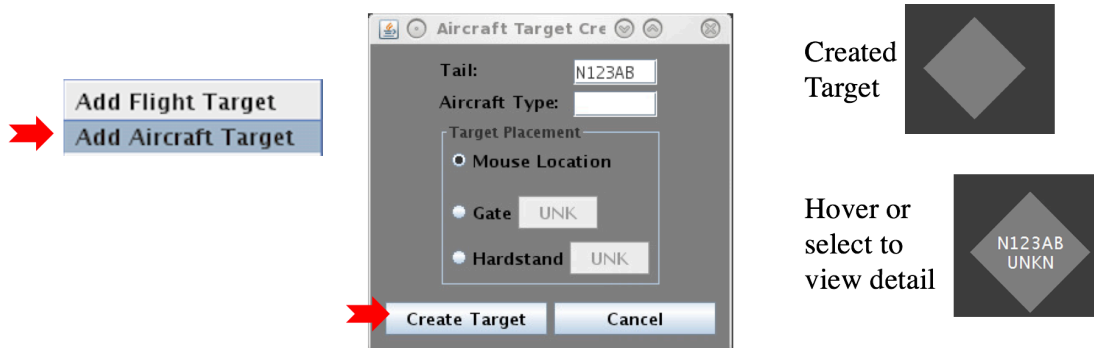 Add Flight Target
Add Aircraft Target
Aircraft Target Cre
Tail:
N123AB
Aircraft Type:
Target Placement
Mouse Location
Gate
UNK
Hardstand
UNK
Create Target
Cancel
Created
Target
Hover or
select to
view detail
N123AB
UNKN